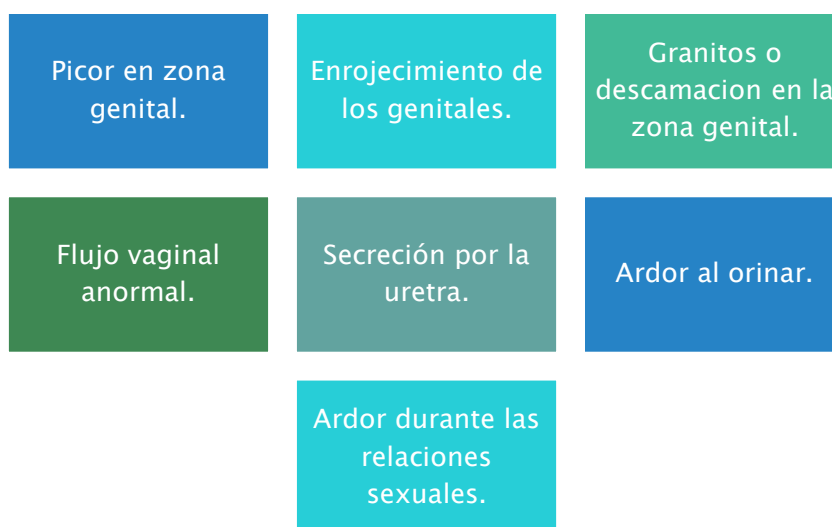 Picor en zona
genital.
Enrojecimiento de
los genitales.
Granitos o
descamacion en la
zona genital.
Flujo vaginal
anormal.
Secreción por la
uretra.
Ardor al orinar.
Ardor durante las
relaciones
sexuales.